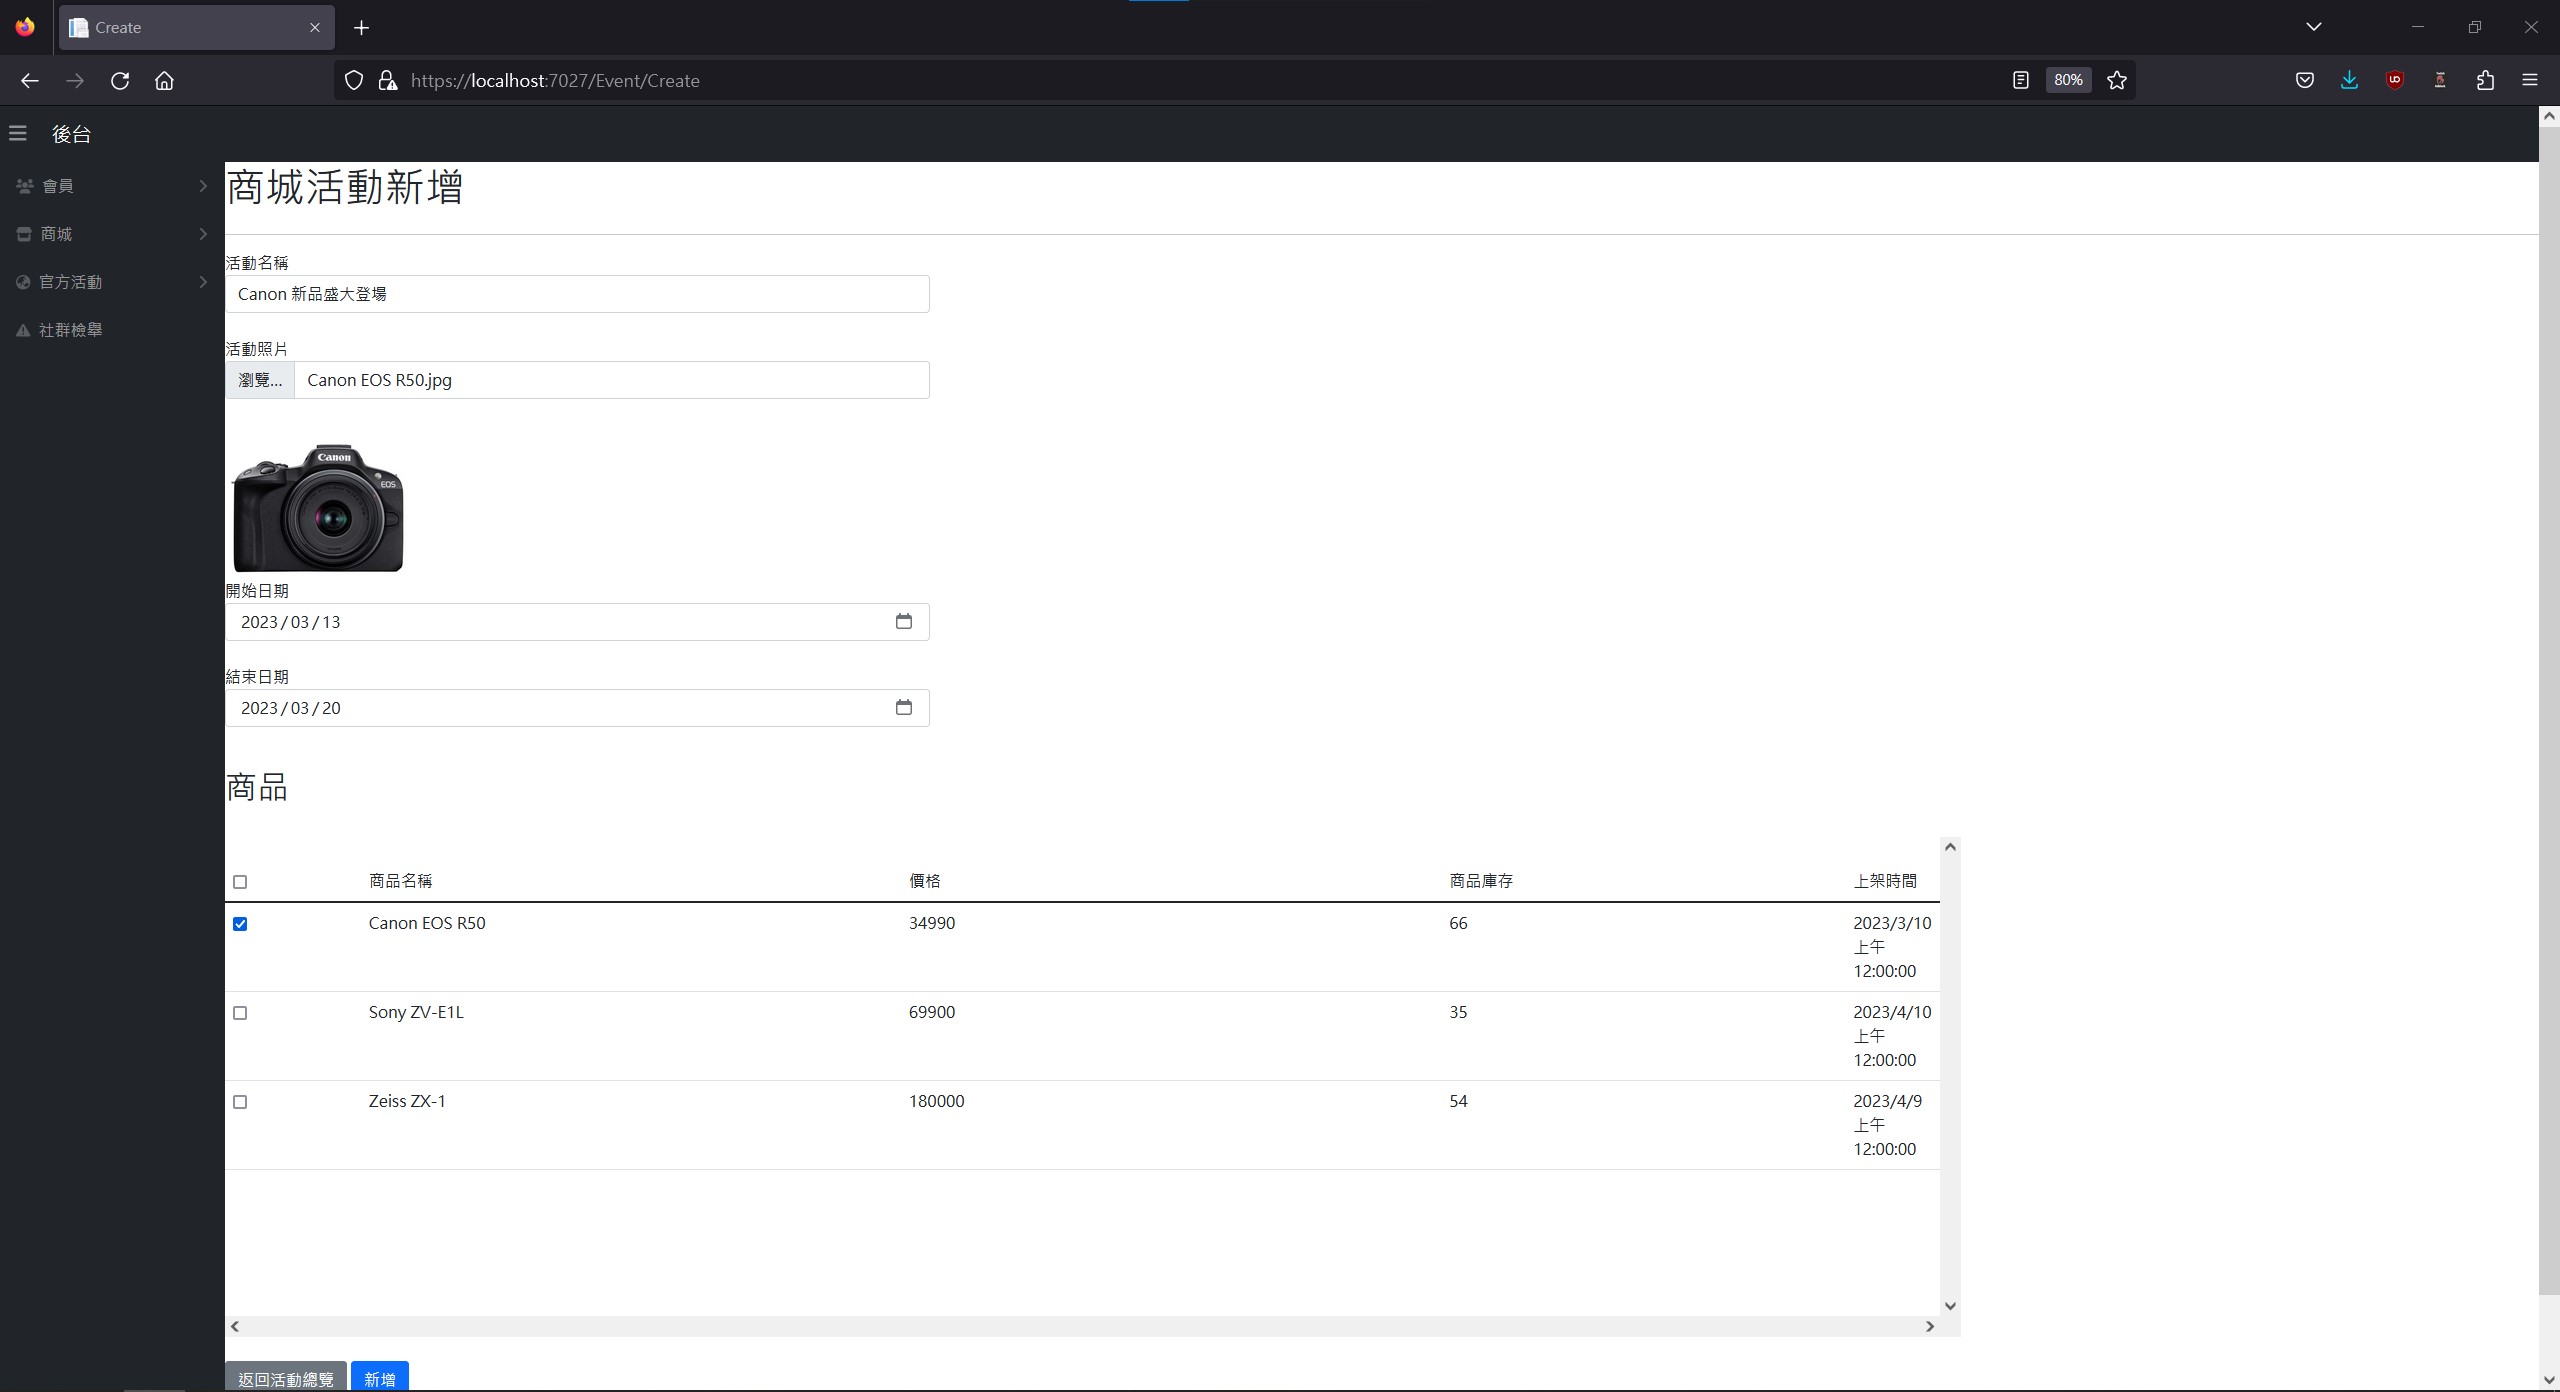 Create
https://localhost:7027/Event/Create
80%
後台
會員
商城
官方活動
社群檢舉
商城活動新增
活動名稱
Canon 新品盛大登場
活動照片
瀏覽... Canon EOS R50.jpg
Canon
EOS
開始日期
2023/03/13
結束日期
2023/03/20
商品
商品名稱 價格 商品庫存 上架時間
Canon EOS R50 34990 66 2023/3/10
上午
12:00:00
Sony ZV-E1L 69900 35 2023/4/10
上午
12:00:00
Zeiss ZX-1 180000 54 2023/4/9
上午
12:00:00
返回活動總覽 新增